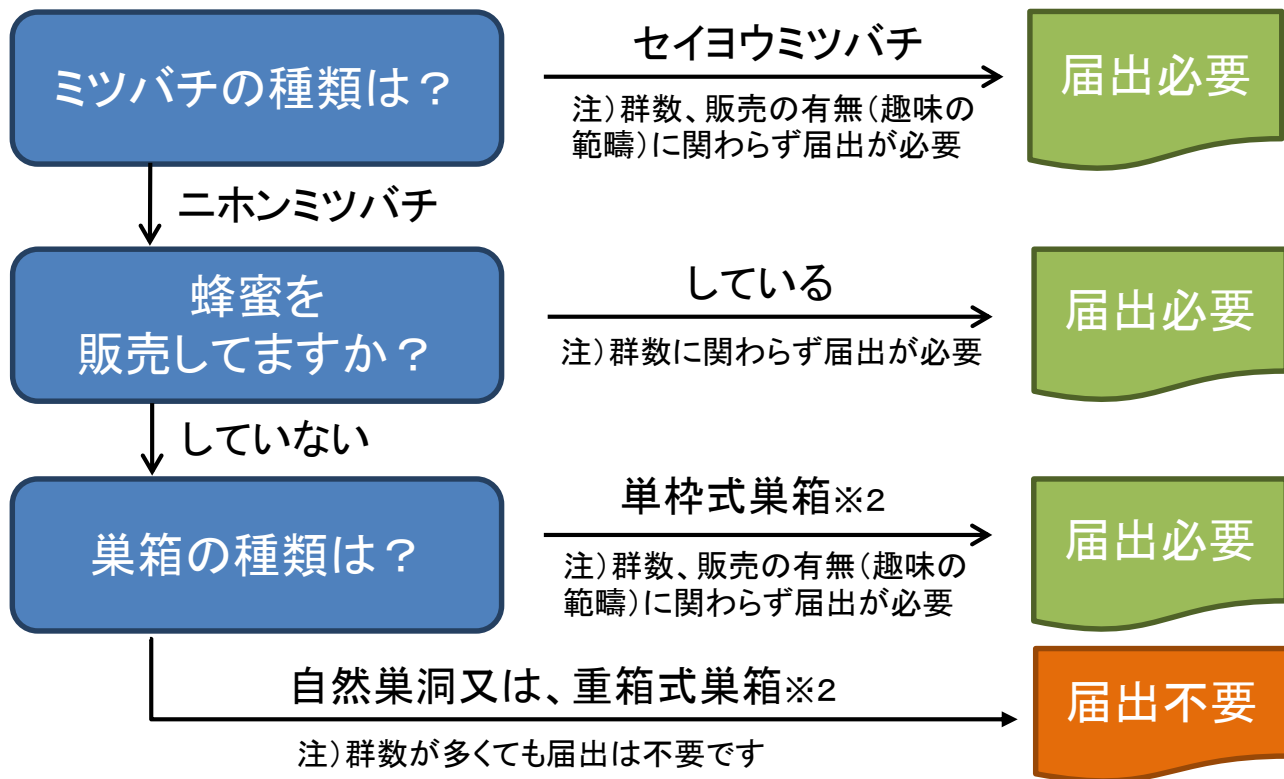 ミツバチの種類は？
セイヨウミツバチ
注）群数、販売の有無（趣味の
範疇）に関わらず届出が必要
届出必要
ニホンミツバチ
蜂蜜を
販売してますか？
している
注）群数に関わらず届出が必要
届出必要
していない
巣箱の種類は？
単枠式巣箱※２
注）群数、販売の有無（趣味の
範疇）に関わらず届出が必要
届出必要
自然巣洞又は、重箱式巣箱※２
注）群数が多くても届出は不要です
届出不要